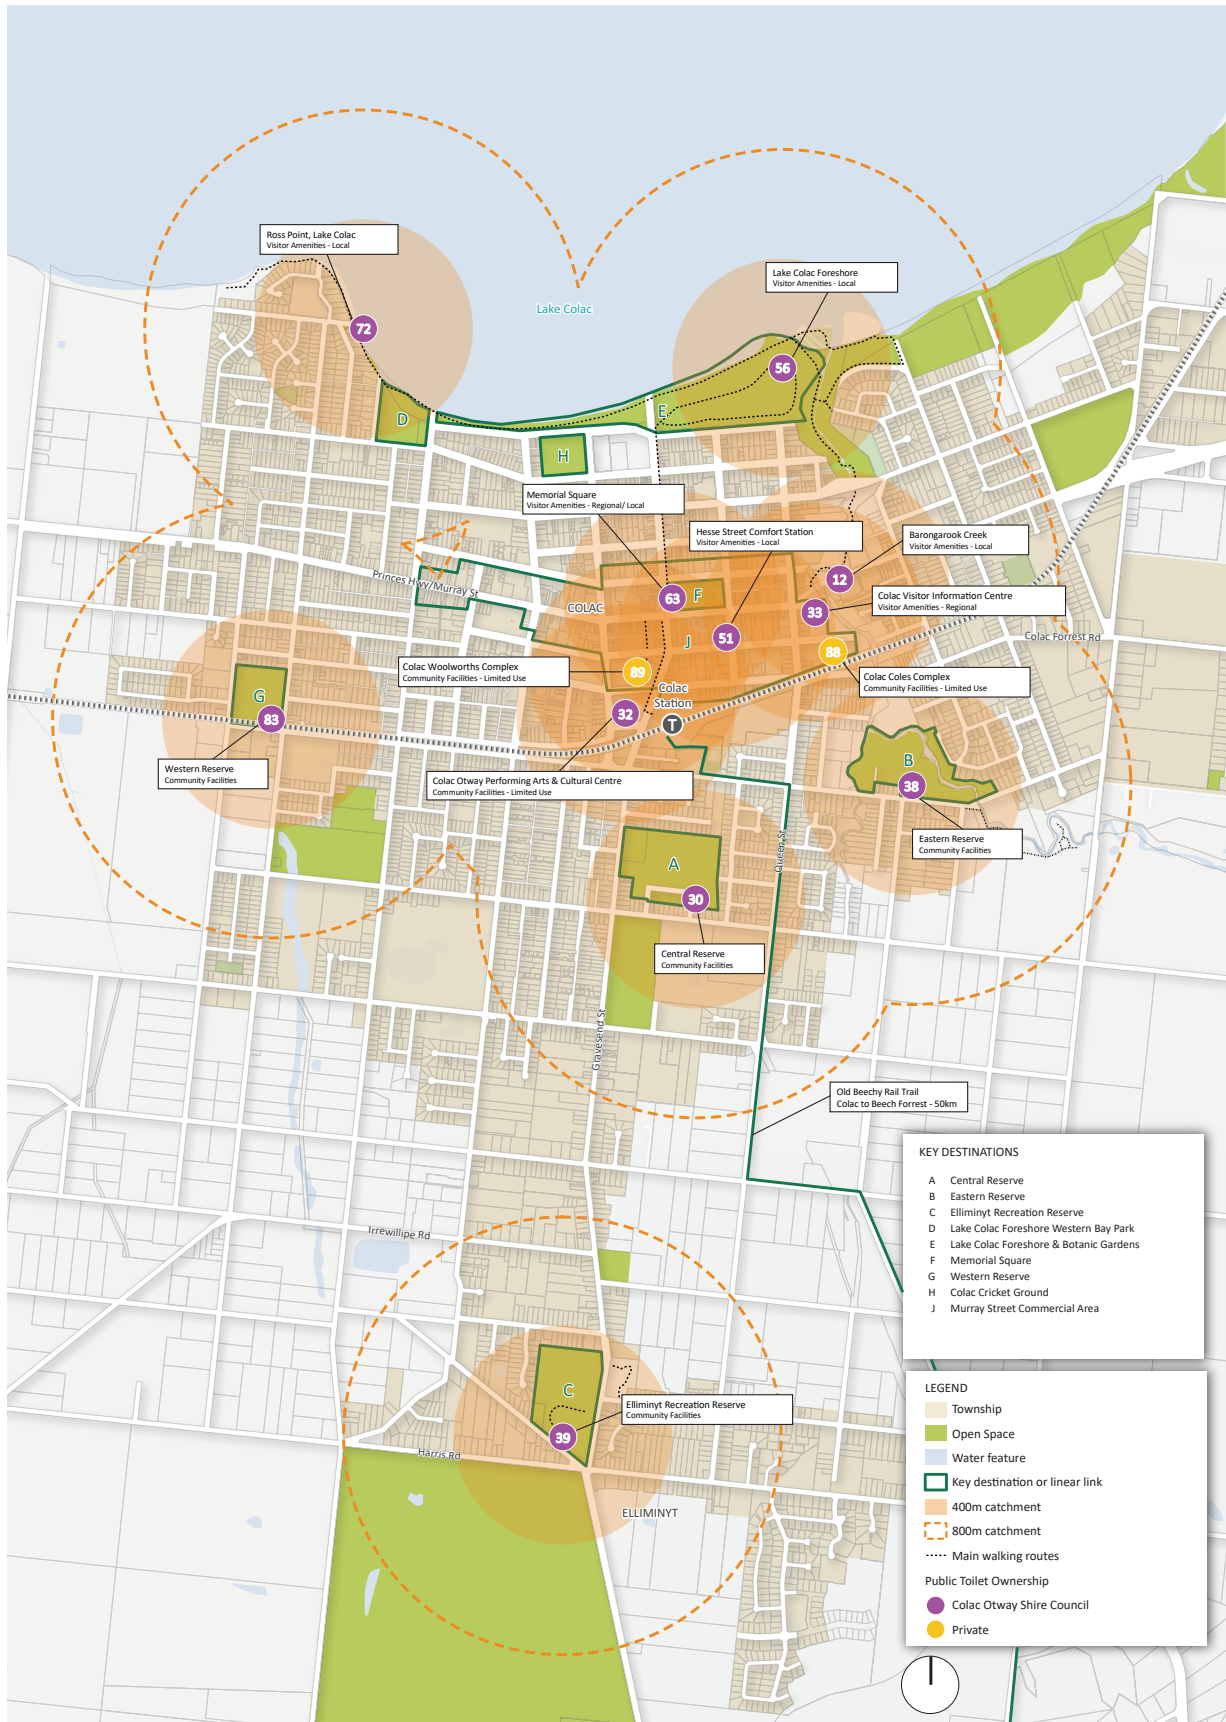 Ross Point, Lake Colac
Visitor Amenities - Local
Lake Colac Foreshore
Visitor Amenities - Local
Lake Colac
72
56
D
E
H
Memorial Square
Visitor Amenities - Regional/ Local
Hesse Street Comfort Station
Visitor Amenities - Local
Barongarook Creek
Visitor Amenities - Local
12
Princes Hwy/Murray St
COLAC
63
F
Colac Visitor Information Centre
Visitor Amenities - Regional
33
51
J
88
Colac Forrest Rd
Colac Woolworths Complex
Community Facilities - Limited Use
89
Colac Coles Complex
Community Facilities - Limited Use
Colac
Station
G
83
32
T
Western Reserve
Community Facilities
Colac Otway Performing Arts & Cultural Centre
Community Facilities - Limited Use
B
38
Eastern Reserve
Community Facilities
Queen St
A
30
Central Reserve
Community Facilities
Gravesend St
Old Beechy Rail Trail
Colac to Beech Forrest - 50km
Irrewillipe Rd
C
Elliminyt Recreation Reserve
Community Facilities
39
Harris Rd
ELLIMINYT
KEY DESTINATIONS
A Central Reserve
B Eastern Reserve
C Elliminyt Recreation Reserve
D Lake Colac Foreshore Western Bay Park
E Lake Colac Foreshore & Botanic Gardens
F Memorial Square
G Western Reserve
H Colac Cricket Ground
J Murray Street Commercial Area
LEGEND
Township
Open Space
Water feature
Key destination or linear link
400m catchment
800m catchment
Main walking routes
Public Toilet Ownership
Colac Otway Shire Council
Private